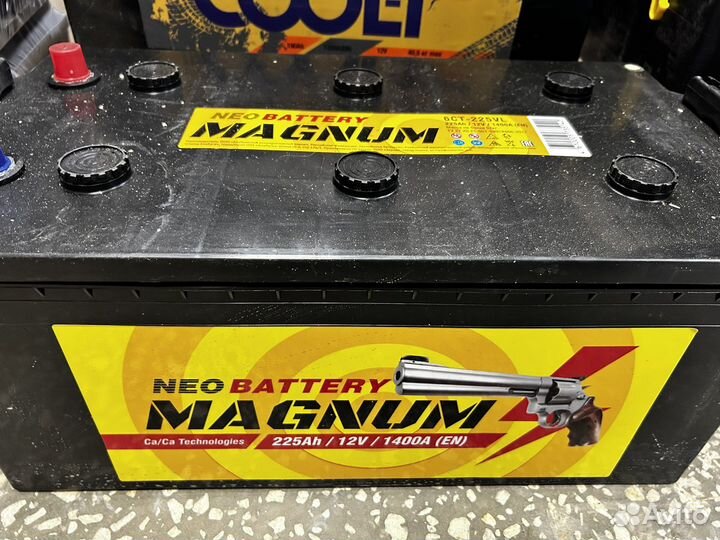 COOLT
12V
NEO BATTERY
MAGNUM
6CT-225VL
225Ah / 12V / 1400A (EN)
NEO BATTERY
MAGNUM
Ca/Ca Technologies
225Ah / 12V / 1400A (EN)
Avito